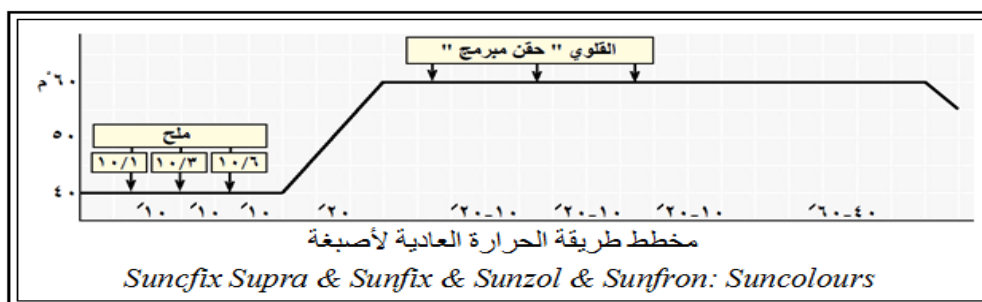 القلوي " حقن مبرمج "
٦٠°م
٥٠
ملح
١٠/١ ١٠/٣ ١٠/٦
٤٠
١٠´ ١٠´ ١٠´ ٢٠´ ١٠-٢٠´ ١٠-٢٠´ ١٠-٢٠´ ٤٠-٦٠´
مخطط طريقة الحرارة العادية لأصبغة
Suncfix Supra & Sunfix & Sunzol & Sunfron: Suncolours